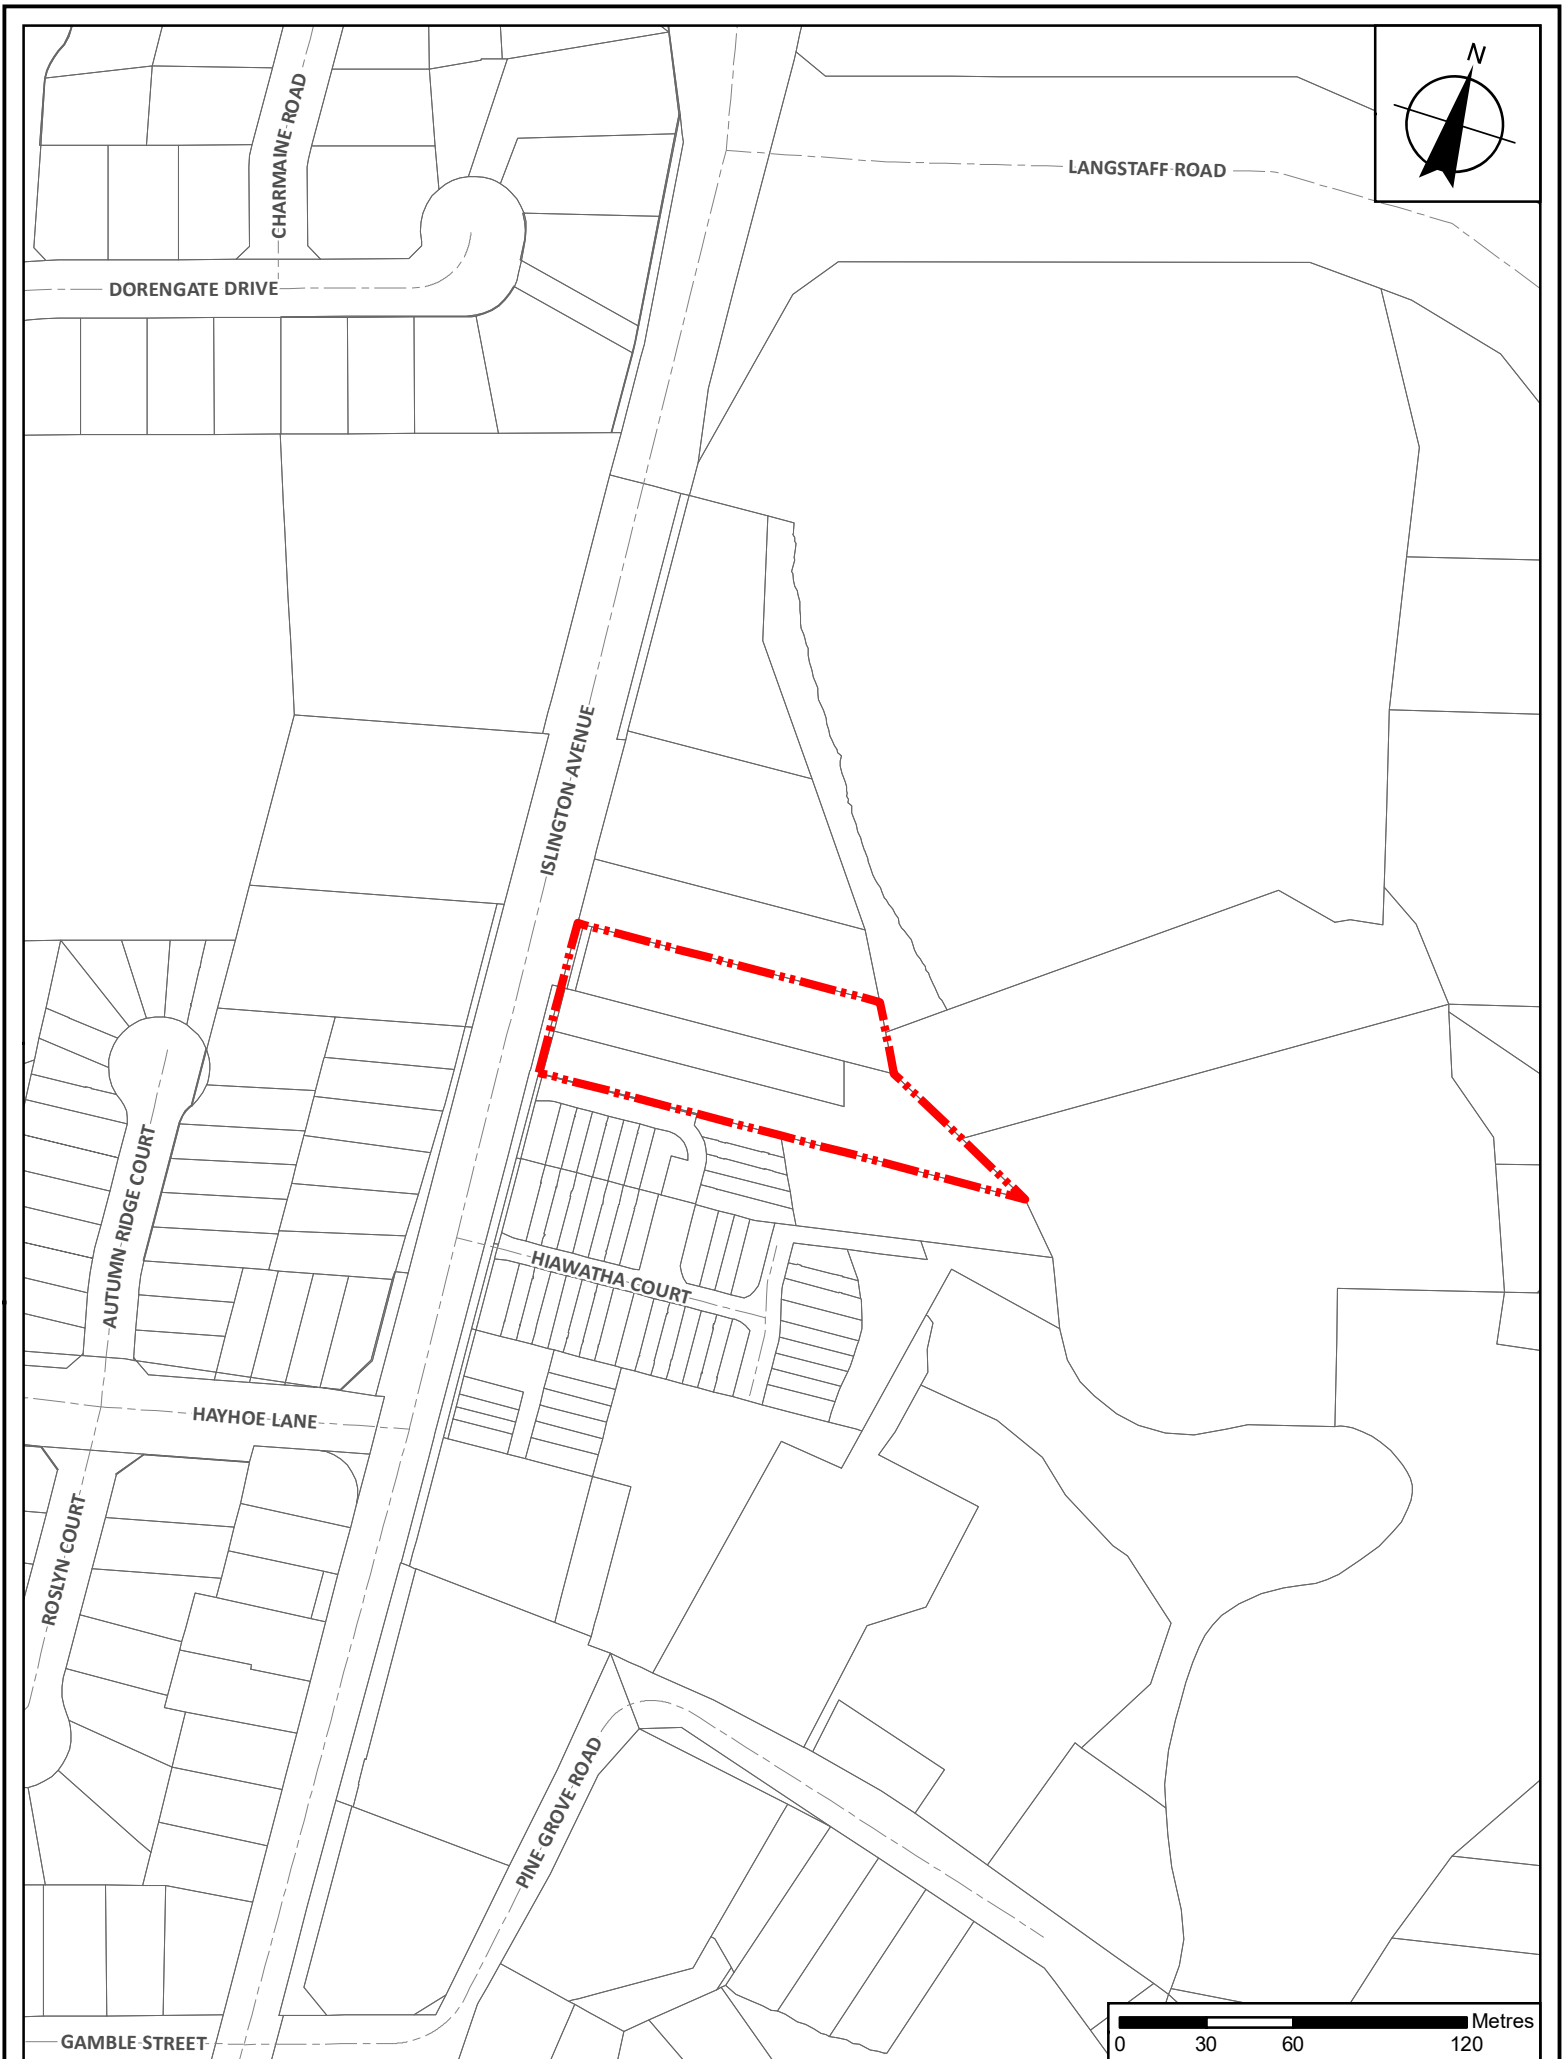 N
CHARMAINE ROAD
LANGSTAFF ROAD
DORENGATE DRIVE
ISLINGTON AVENUE
AUTUMN RIDGE COURT
HIAWATHA COURT
HAYHOE LANE
ROSLYN COURT
PINE GROVE ROAD
GAMBLE STREET
Metres
0 30 60 120